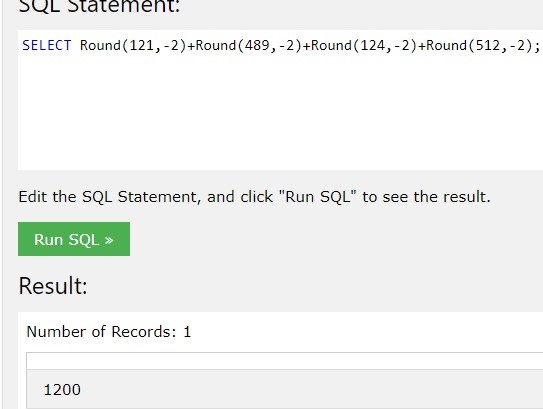 SQL Statement:
SELECT Round(121,-2)+Round(489,-2)+Round(124,-2)+Round(512,-2);
Edit the SQL Statement, and click "Run SQL" to see the result.
Run SQL »
Result:
Number of Records: 1
1200